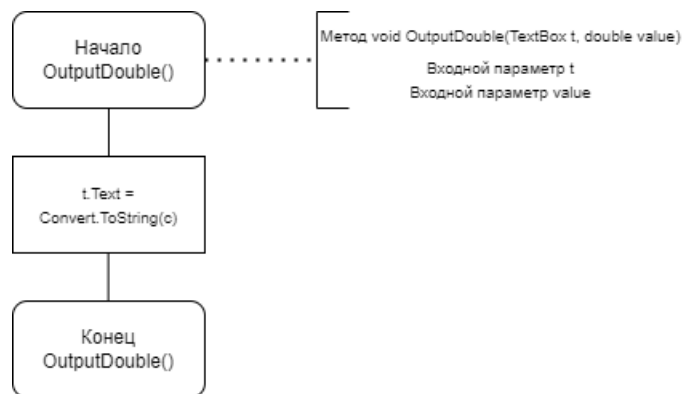 Начало
OutputDouble()
Метод void OutputDouble(TextBox t, double value)
Входной параметр t
Входной параметр value
t.Text =
Convert.ToString(c)
Конец
OutputDouble()